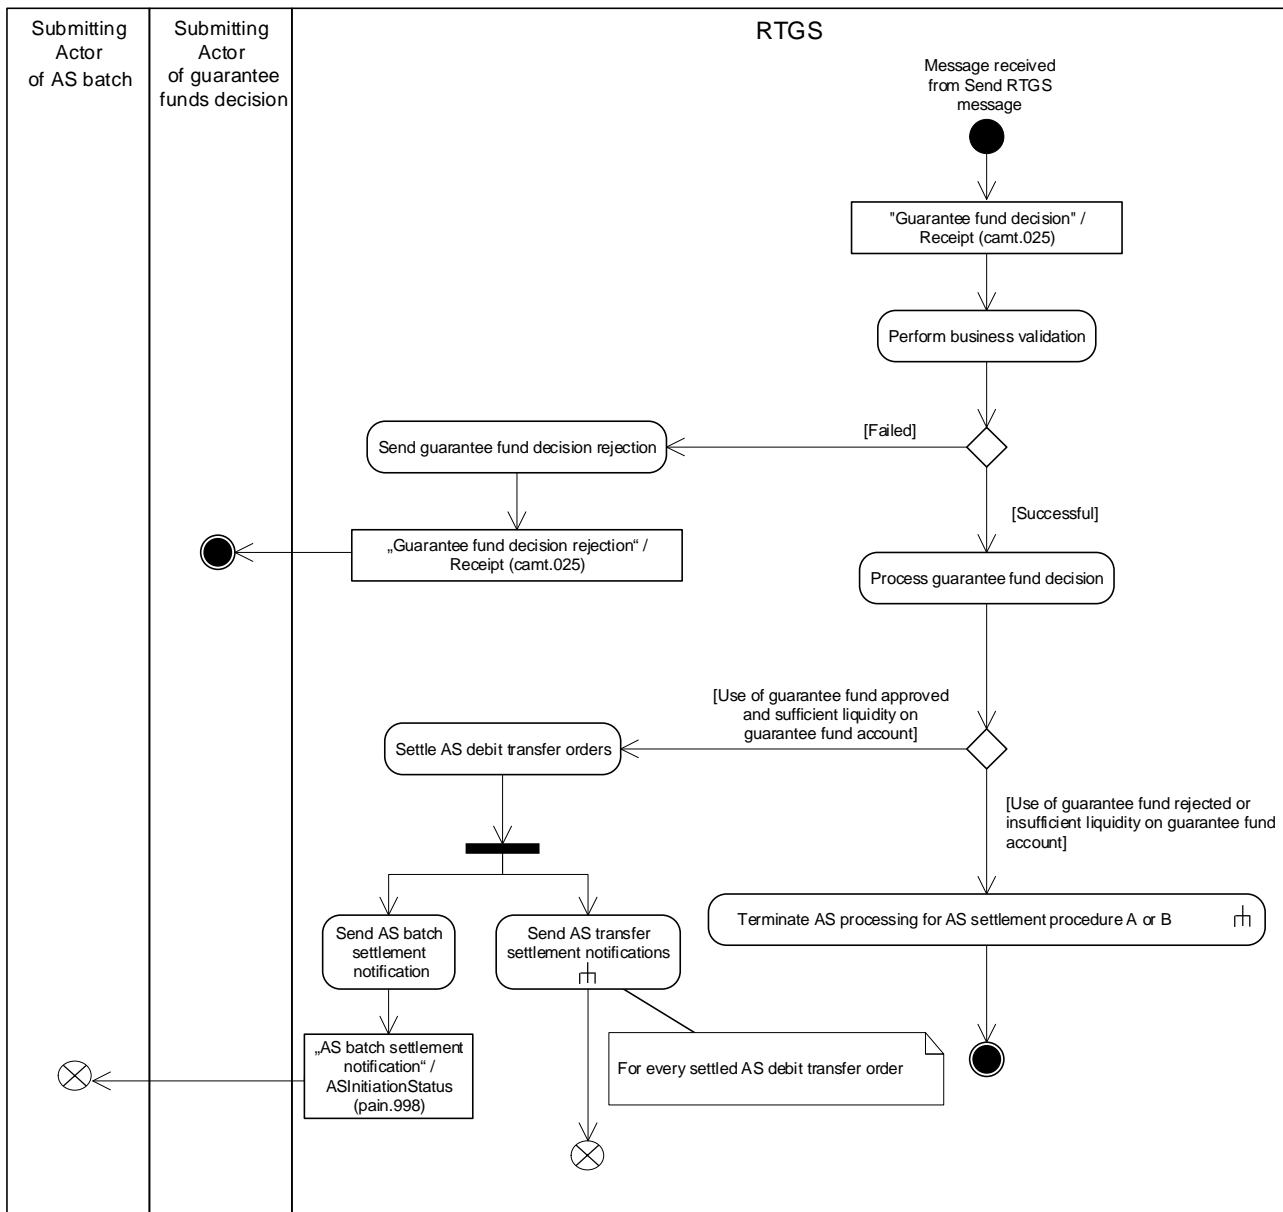 Submitting
Actor
of AS batch
Submitting
Actor
of guarantee
funds decision
RTGS
Message received
from Send RTGS
message
"Guarantee fund decision" /
Receipt (camt.025)
Perform business validation
[Failed]
Send guarantee fund decision rejection
[Successful]
„Guarantee fund decision rejection“ /
Receipt (camt.025)
Process guarantee fund decision
[Use of guarantee fund approved
and sufficient liquidity on
guarantee fund account]
Settle AS debit transfer orders
[Use of guarantee fund rejected or
insufficient liquidity on guarantee fund
account]
Terminate AS processing for AS settlement procedure A or B
Send AS batch
settlement
notification
Send AS transfer
settlement notifications
„AS batch settlement
notification“ /
ASInitiationStatus
(pain.998)
For every settled AS debit transfer order